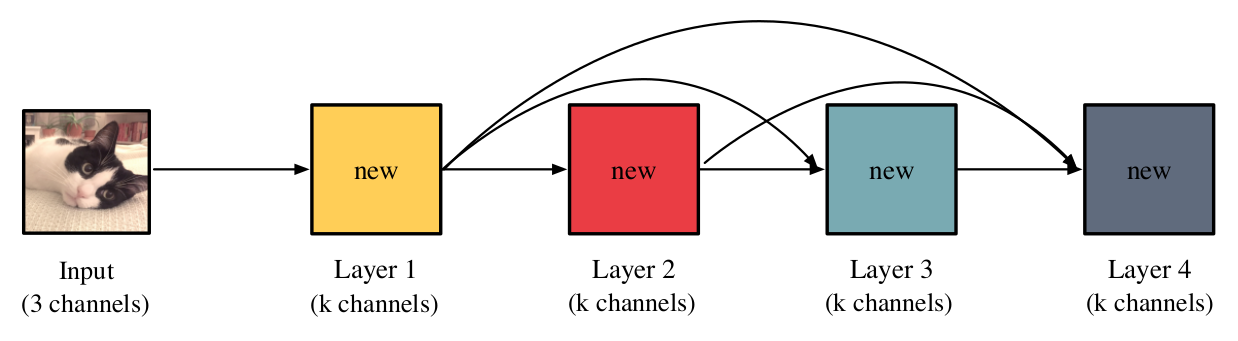 new
new
new
new
Input
(3 channels)
Layer 1
(k channels)
Layer 2
(k channels)
Layer 3
(k channels)
Layer 4
(k channels)